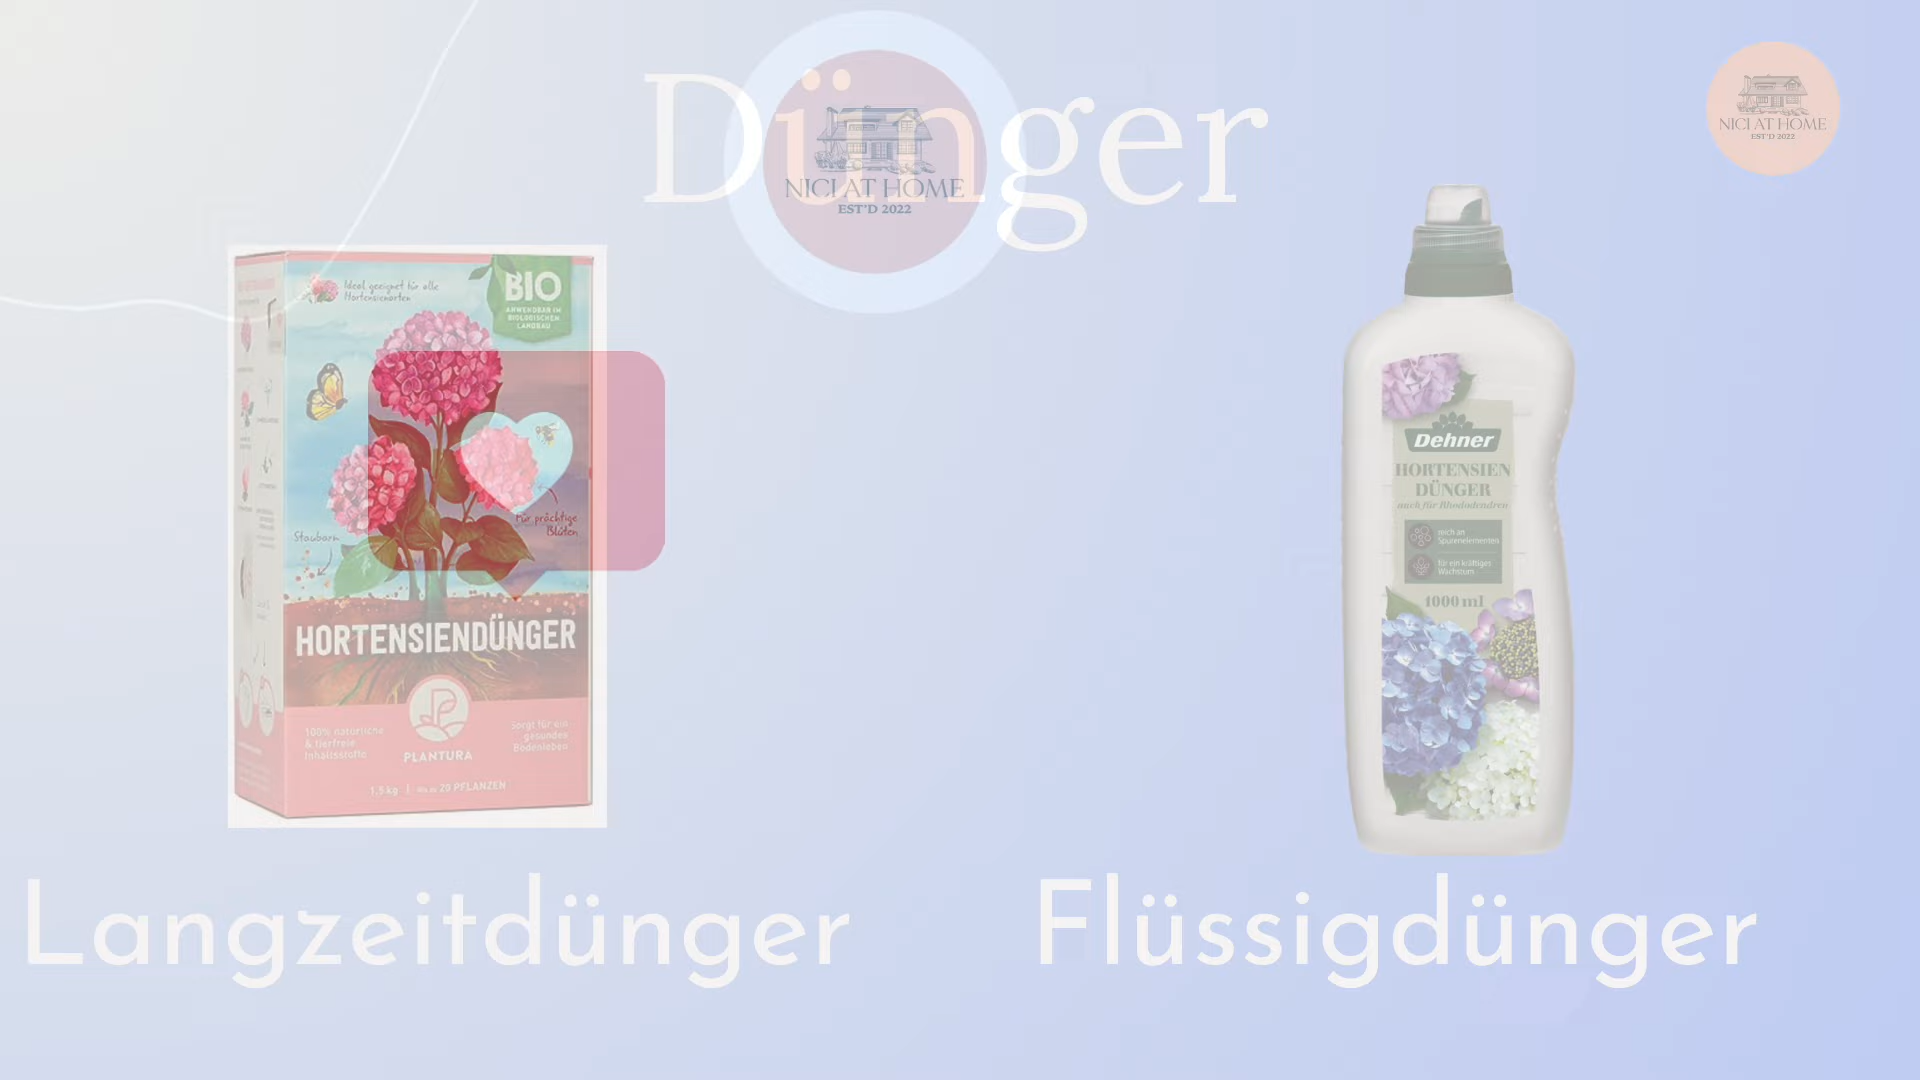 Dünger
NICI AT HOME
EST'D 2022
NICI AT HOME
EST'D 2022
Ideal geeignet für alle
Hortensienarten
BIO
ANWENDBAR IM
BIOLOGISCHEN
LANDBAU
Für prächtige
Blüten
Staubarm
HORTENSIENDÜNGER
100% natürliche
& tierfreie
Inhaltsstoffe
Sorgt für ein
gesundes
Bodenleben
PLANTURA
1,5 kg | 20 PFLANZEN
Dehner
HORTENSIEN
DÜNGER
auch für Rhododendren
reich an
Spurenelementen
für ein kräftiges
Wachstum
1000 ml
Langzeitdünger
Flüssigdünger